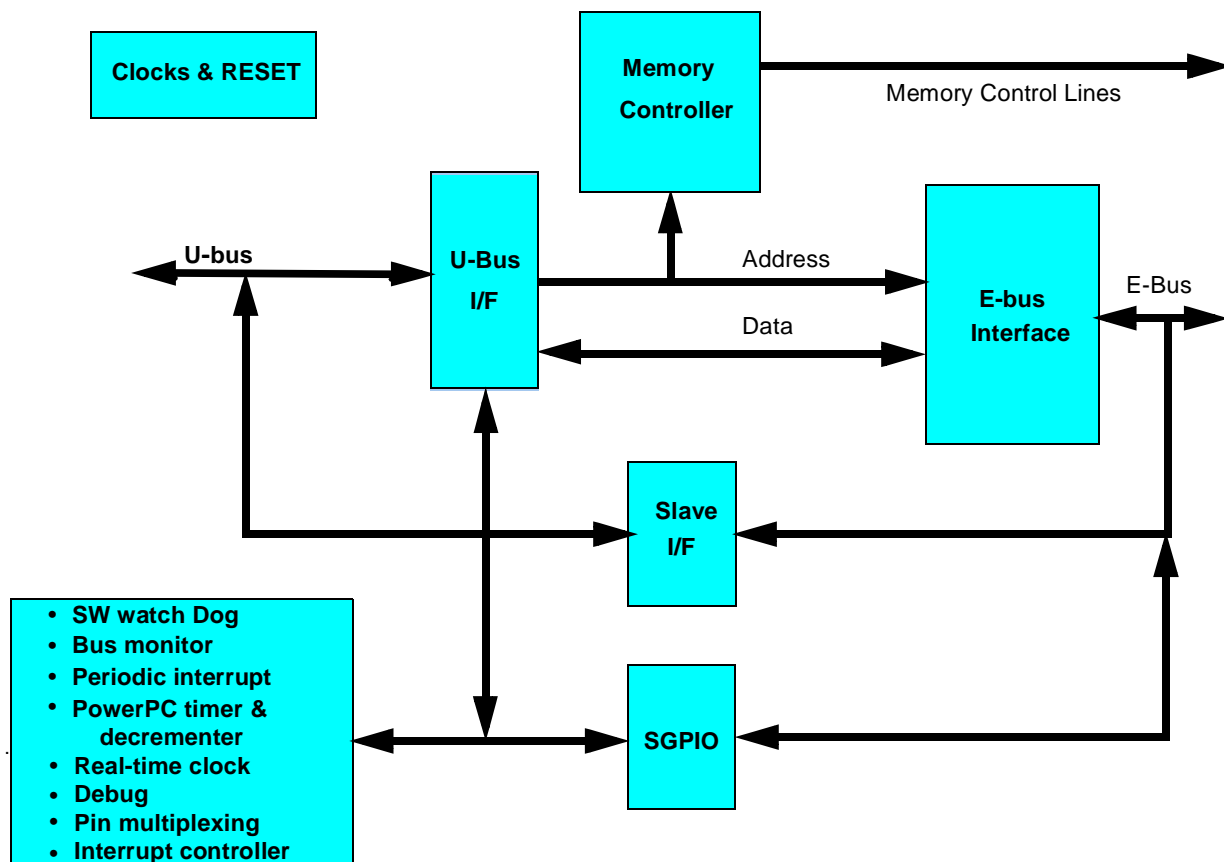 Clocks & RESET
Memory
Controller
Memory Control Lines
U-bus
U-Bus
I/F
Address
Data
E-bus
Interface
E-Bus
Slave
I/F
• SW watch Dog
• Bus monitor
• Periodic interrupt
• PowerPC timer &
decrementer
• Real-time clock
• Debug
• Pin multiplexing
• Interrupt controller
SGPIO